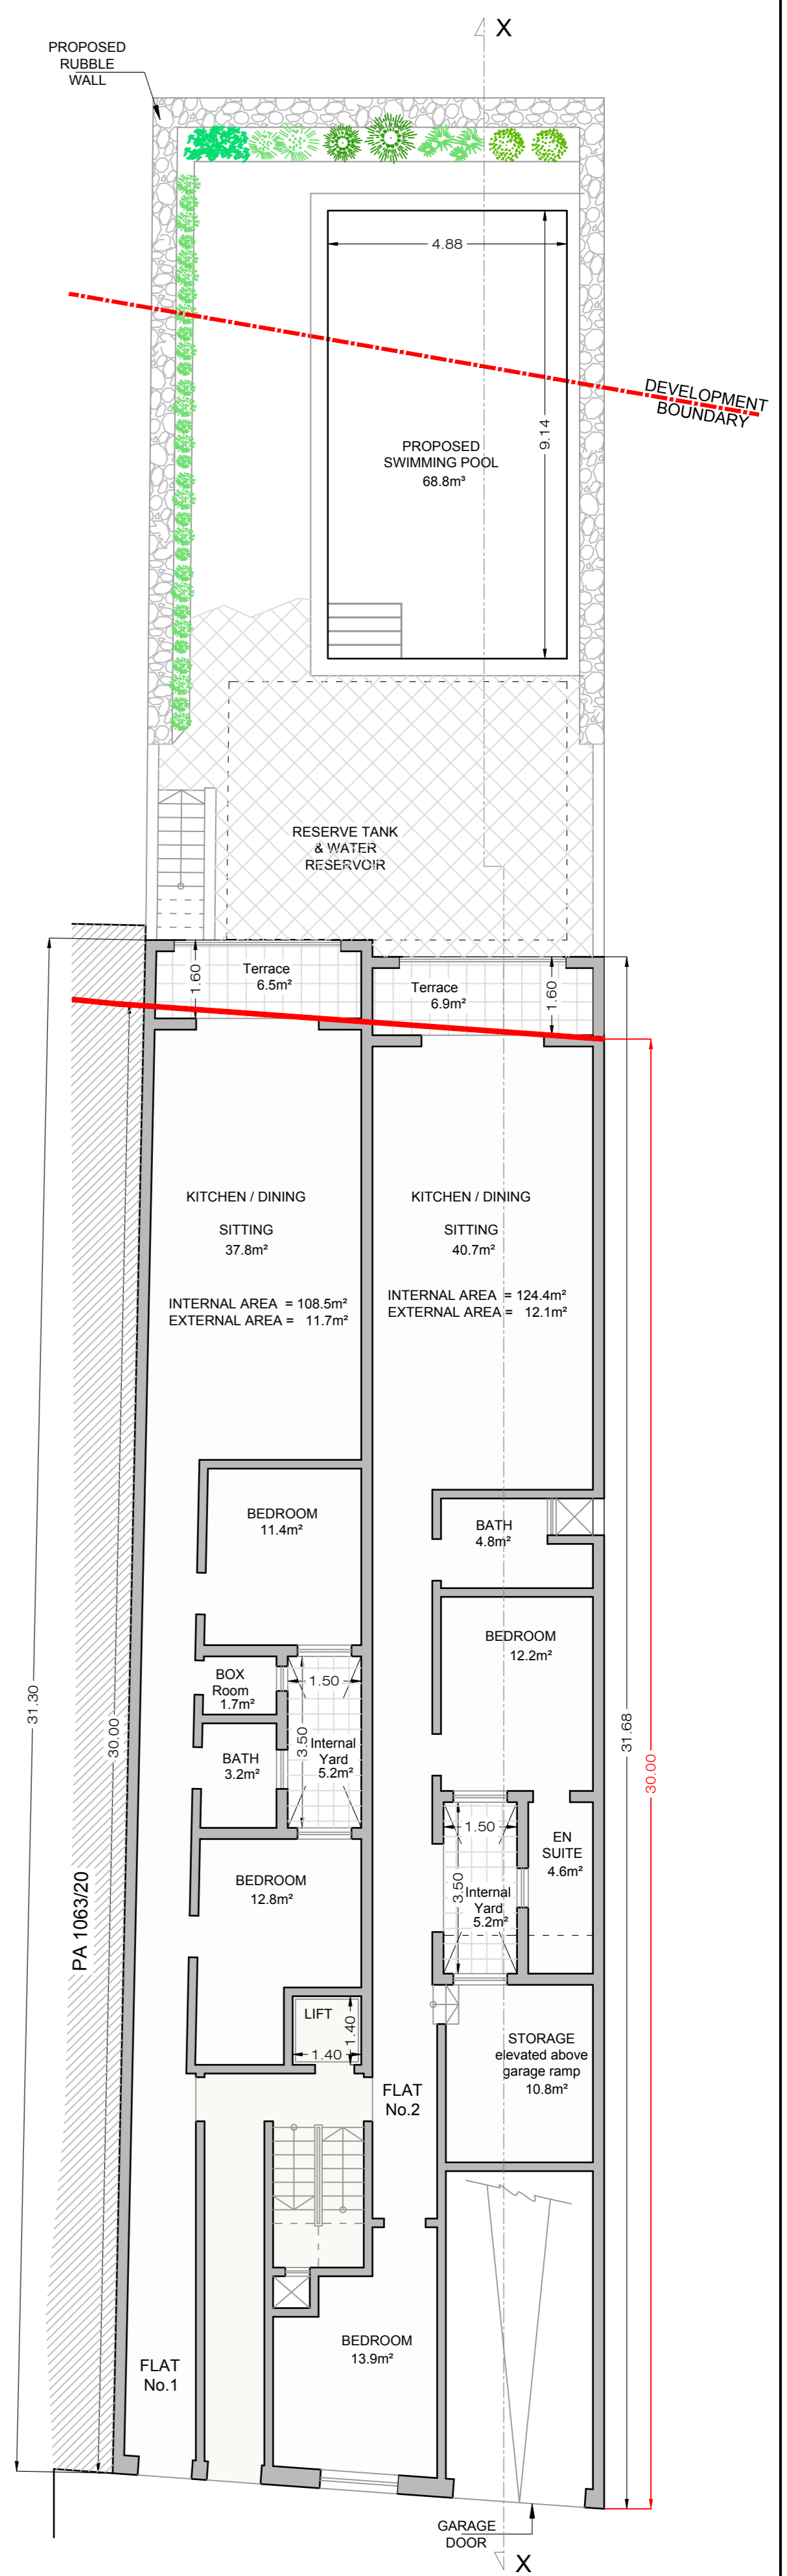 X
PROPOSED
RUBBLE
WALL
4.88
DEVELOPMENT
BOUNDARY
9.14
PROPOSED
SWIMMING POOL
68.8m³
RESERVE TANK
& WATER
RESERVOIR
Terrace
6.5m²
1.60
Terrace
6.9m²
1.60
KITCHEN / DINING
SITTING
37.8m²
INTERNAL AREA = 108.5m²
EXTERNAL AREA = 11.7m²
KITCHEN / DINING
SITTING
40.7m²
INTERNAL AREA = 124.4m²
EXTERNAL AREA = 12.1m²
BEDROOM
11.4m²
BATH
4.8m²
BEDROOM
12.2m²
BOX
Room
1.7m²
1.50
3.50
Internal
Yard
5.2m²
BATH
3.2m²
31.30
30.00
31.68
30.00
1.50
3.50
Internal
Yard
5.2m²
EN
SUITE
4.6m²
BEDROOM
12.8m²
PA 1063/20
LIFT
1.40
1.40
STORAGE
elevated above
garage ramp
10.8m²
FLAT
No.2
BEDROOM
13.9m²
FLAT
No.1
GARAGE
DOOR
X